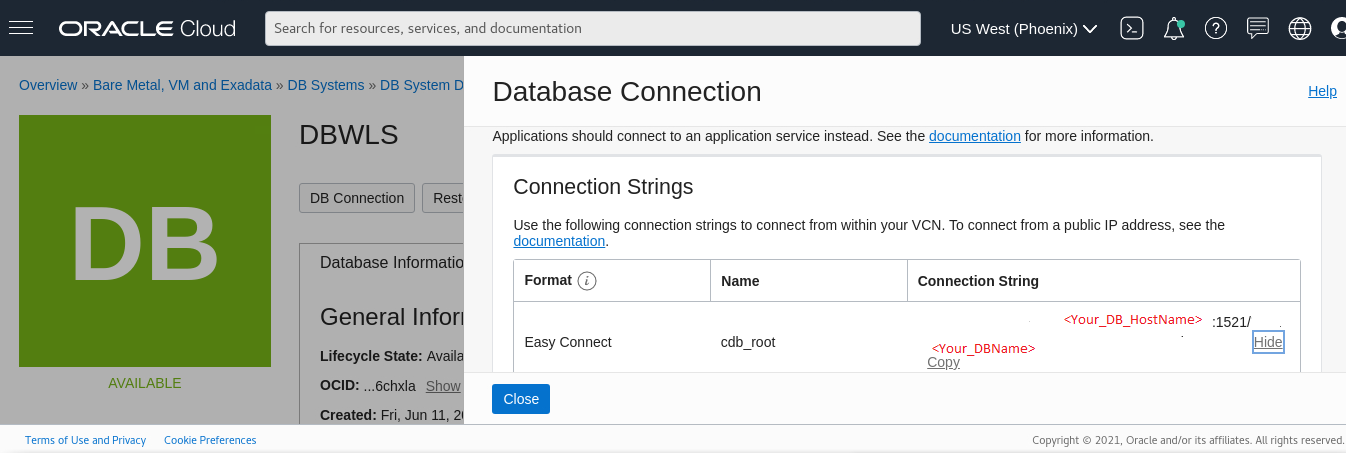 ORACLE Cloud
Search for resources, services, and documentation
US West (Phoenix)
Overview » Bare Metal, VM and Exadata » DB Systems » DB System D
DB
AVAILABLE
DBWLS
DB Connection
Rest
Database Informatio
General Infor
Lifecycle State: Availa
OCID: ...6chxla Show
Created: Fri, Jun 11, 20
Database Connection
Help
Applications should connect to an application service instead. See the documentation for more information.
Connection Strings
Use the following connection strings to connect from within your VCN. To connect from a public IP address, see the
documentation.
Format i Name Connection String
Easy Connect cdb_root
<Your_DB_HostName> :1521/
Hide
<Your_DBName>
Copy
Close
Terms of Use and Privacy Cookie Preferences
Copyright © 2021, Oracle and/or its affiliates. All rights reserved.